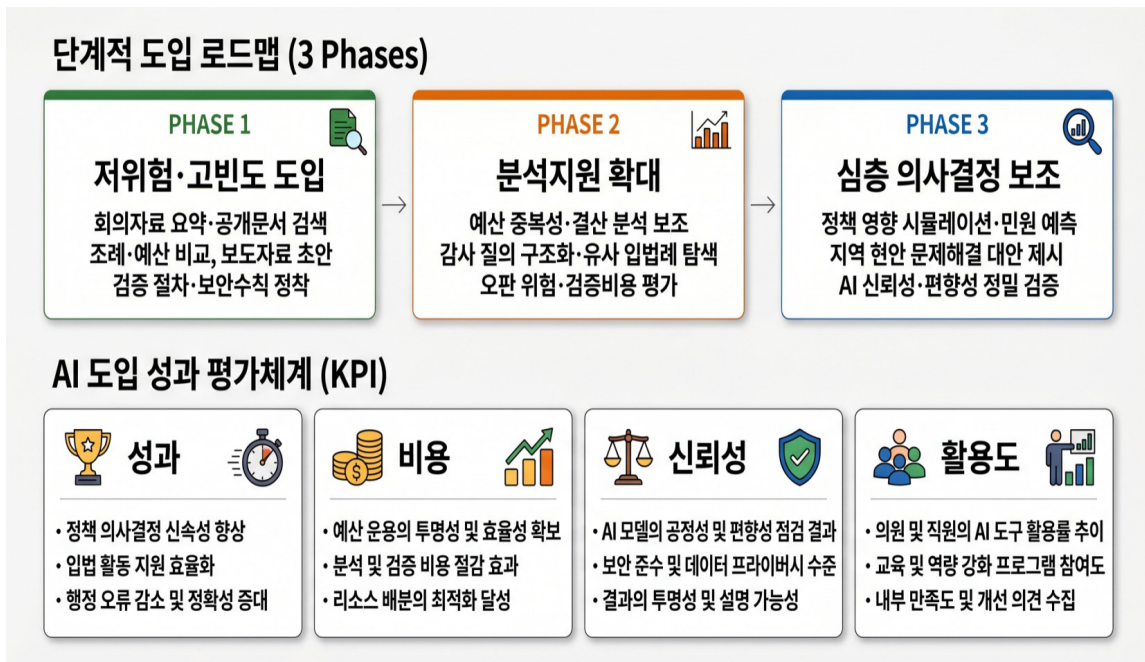 단계적 도입 로드맵 (3 Phases)
PHASE 1
저위험·고빈도 도입
회의자료 요약·공개문서 검색
조례·예산 비교, 보도자료 초안
검증 절차·보안수칙 정착
PHASE 2
분석지원 확대
예산 중복성·결산 분석 보조
감사 질의 구조화·유사 입법례 탐색
오판 위험·검증비용 평가
PHASE 3
심층 의사결정 보조
정책 영향 시뮬레이션·민원 예측
지역 현안 문제해결 대안 제시
AI 신뢰성·편향성 정밀 검증
AI 도입 성과 평가체계 (KPI)
성과
• 정책 의사결정 신속성 향상
• 입법 활동 지원 효율화
• 행정 오류 감소 및 정확성 증대
비용
• 예산 운용의 투명성 및 효율성 확보
• 분석 및 검증 비용 절감 효과
• 리소스 배분의 최적화 달성
신뢰성
• AI 모델의 공정성 및 편향성 점검 결과
• 보안 준수 및 데이터 프라이버시 수준
• 결과의 투명성 및 설명 가능성
활용도
• 의원 및 직원의 AI 도구 활용률 추이
• 교육 및 역량 강화 프로그램 참여도
• 내부 만족도 및 개선 의견 수집